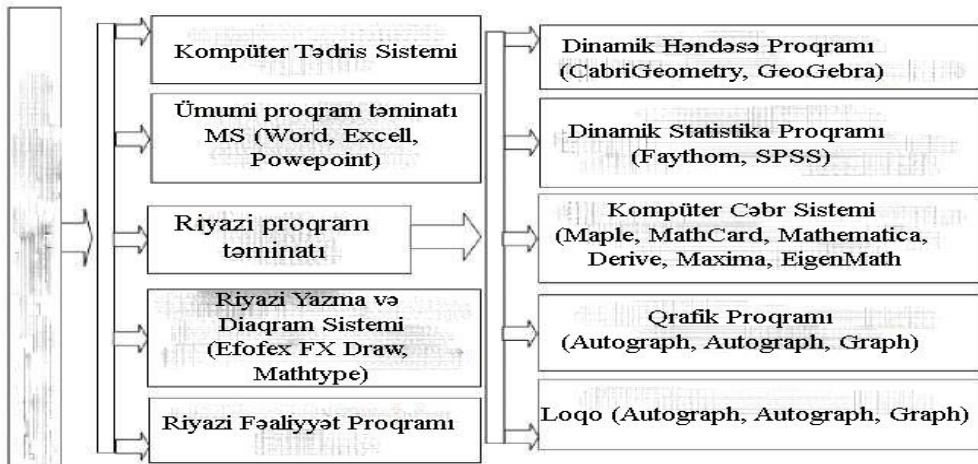 Kompüter Tədris Sistemi
Ümumi proqram təminatı
MS (Word, Excell,
Powepoint)
Riyazi proqram
təminatı
Riyazi Yazma və
Diaqram Sistemi
(Efofex FX Draw,
Mathtype)
Riyazi Fəaliyyət Proqramı
Dinamik Həndəsə Proqramı
(CabriGeometry, GeoGebra)
Dinamik Statistika Proqramı
(Faythom, SPSS)
Kompüter Cəbr Sistemi
(Maple, MathCard, Mathematica,
Derive, Maxima, EigenMath
Qrafik Proqramı
(Autograph, Autograph, Graph)
Loqo (Autograph, Autograph, Graph)